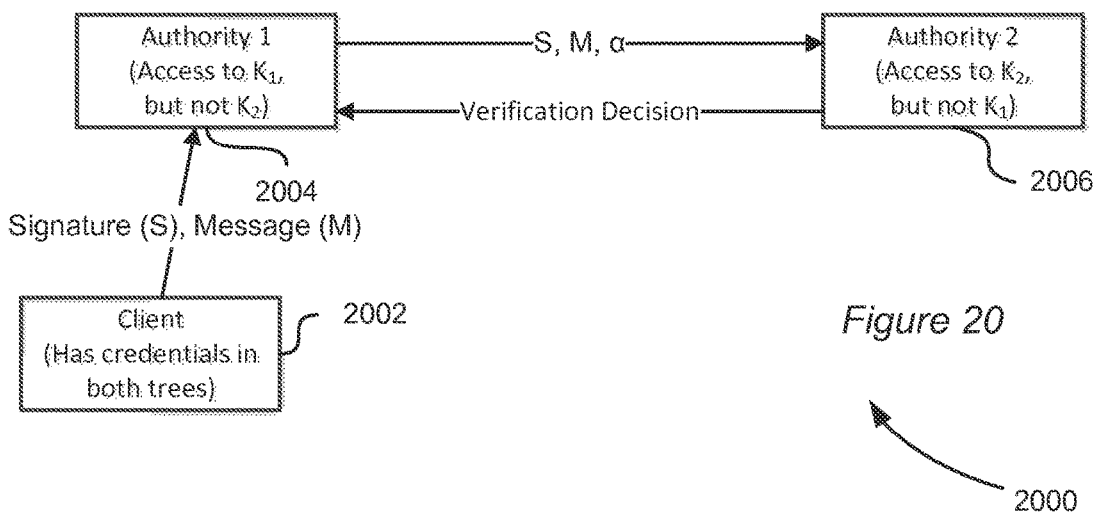 Authority 1
(Access to K₁,
but not K₂)
S, M, α
Verification Decision
Authority 2
(Access to K₂,
but not K₁)
2004
2006
Signature (S), Message (M)
Client
(Has credentials in
both trees)
2002
Figure 20
2000